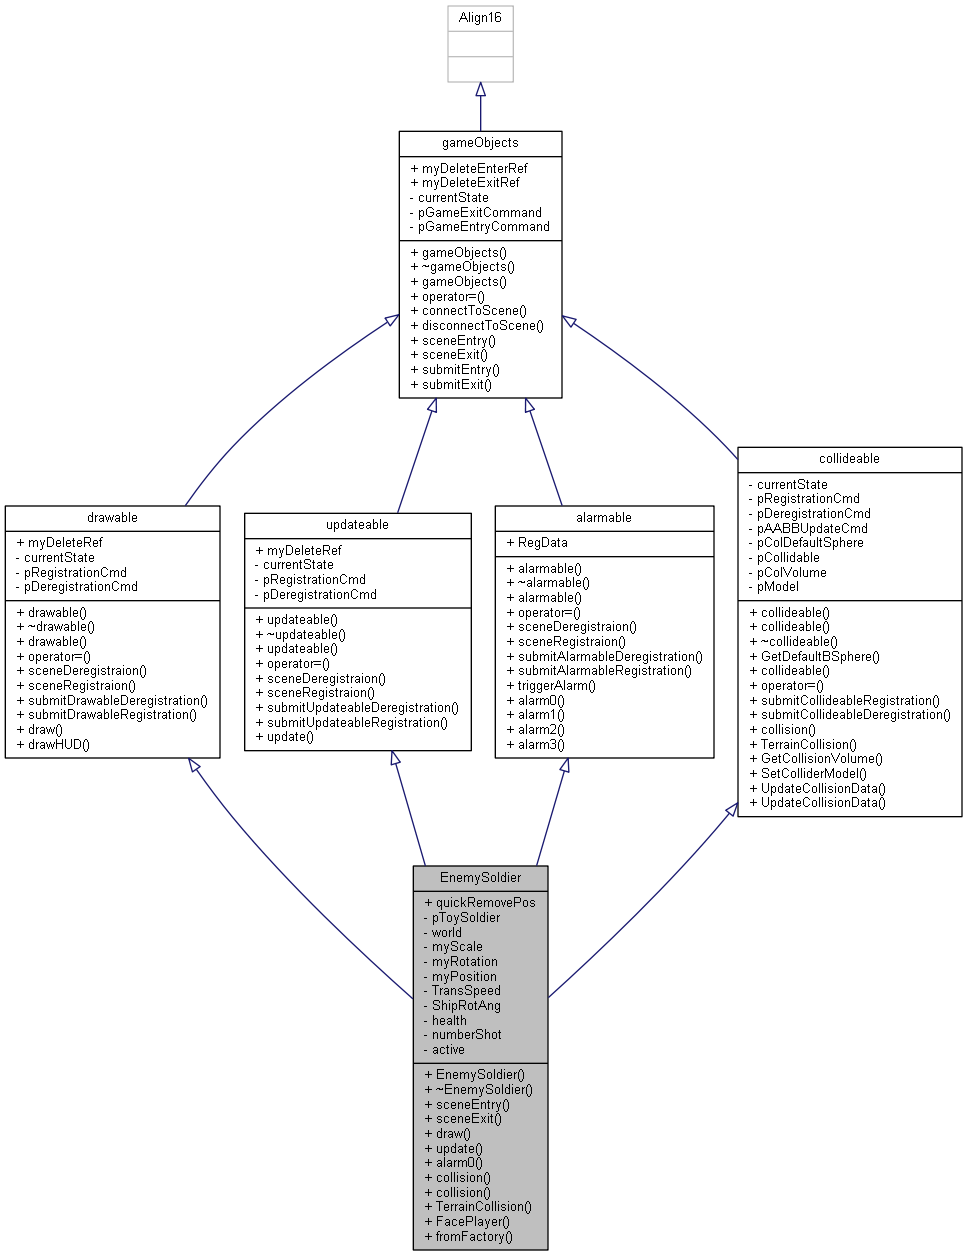 Align16
gameObjects
+ myDeleteEnterRef
+ myDeleteExitRef
- currentState
- pGameExitCommand
- pGameEntryCommand
+ gameObjects()
+ ~gameObjects()
+ gameObjects()
+ operator=()
+ connectToScene()
+ disconnectToScene()
+ sceneEntry()
+ sceneExit()
+ submitEntry()
+ submitExit()
drawable
+ myDeleteRef
- currentState
- pRegistrationCmd
- pDeregistrationCmd
+ drawable()
+ ~drawable()
+ drawable()
+ operator=()
+ sceneDeregistraion()
+ sceneRegistraion()
+ submitDrawableDeregistration()
+ submitDrawableRegistration()
+ draw()
+ drawHUD()
updateable
+ myDeleteRef
- currentState
- pRegistrationCmd
- pDeregistrationCmd
+ updateable()
+ ~updateable()
+ updateable()
+ operator=()
+ sceneDeregistraion()
+ sceneRegistraion()
+ submitUpdateableDeregistration()
+ submitUpdateableRegistration()
+ update()
alarmable
+ RegData
+ alarmable()
+ ~alarmable()
+ alarmable()
+ operator=()
+ sceneDeregistraion()
+ sceneRegistraion()
+ submitAlarmableDeregistration()
+ submitAlarmableRegistration()
+ triggerAlarm()
+ alarm0()
+ alarm1()
+ alarm2()
+ alarm3()
collideable
- currentState
- pRegistrationCmd
- pDeregistrationCmd
- pAABBUpdateCmd
- pColDefaultSphere
- pCollidable
- pColVolume
- pModel
+ collideable()
+ collideable()
+ ~collideable()
+ GetDefaultBSphere()
+ collideable()
+ operator=()
+ submitCollideableRegistration()
+ submitCollideableDeregistration()
+ collision()
+ TerrainCollision()
+ GetCollisionVolume()
+ SetColliderModel()
+ UpdateCollisionData()
+ UpdateCollisionData()
EnemySoldier
+ quickRemovePos
- pToySoldier
- world
- myScale
- myRotation
- myPosition
- TransSpeed
- ShipRotAng
- health
- numberShot
- active
+ EnemySoldier()
+ ~EnemySoldier()
+ sceneEntry()
+ sceneExit()
+ draw()
+ update()
+ alarm0()
+ collision()
+ collision()
+ TerrainCollision()
+ FacePlayer()
+ fromFactory()